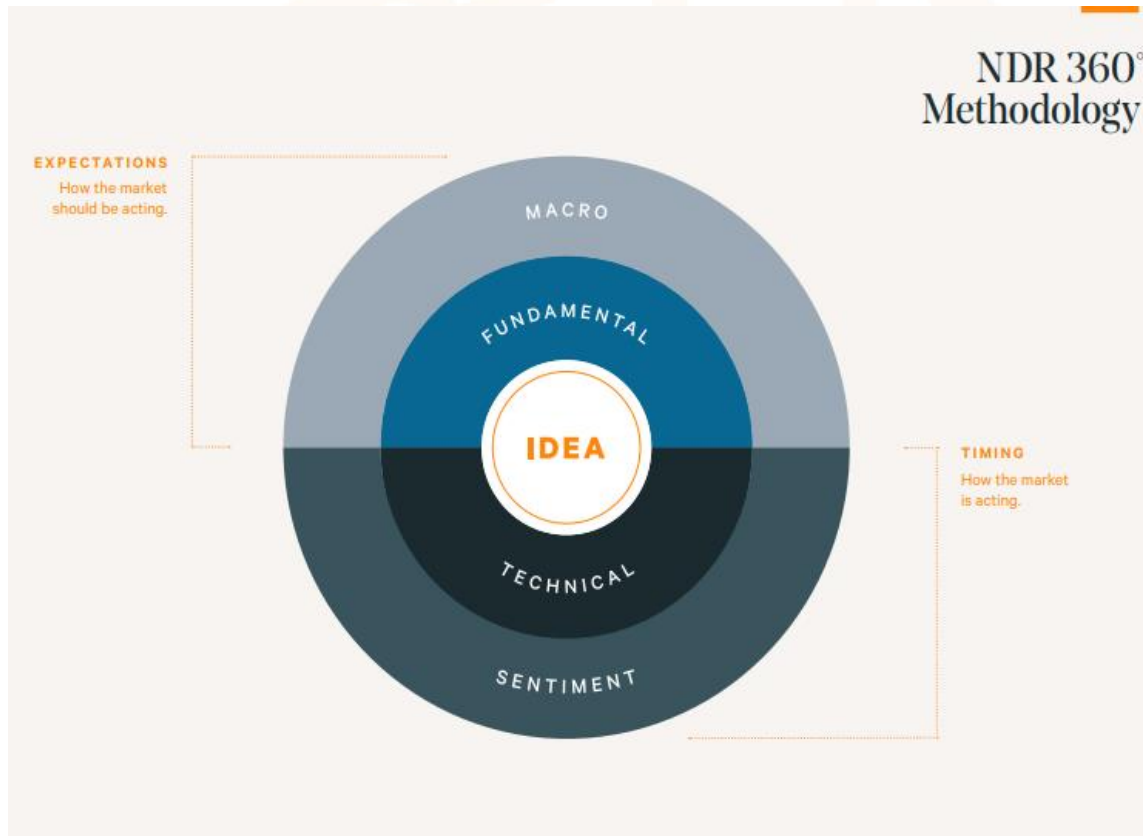 NDR 360°
Methodology
EXPECTATIONS
How the market
should be acting.
MACRO
FUNDAMENTAL
IDEA
TIMING
How the market
is acting.
TECHNICAL
SENTIMENT